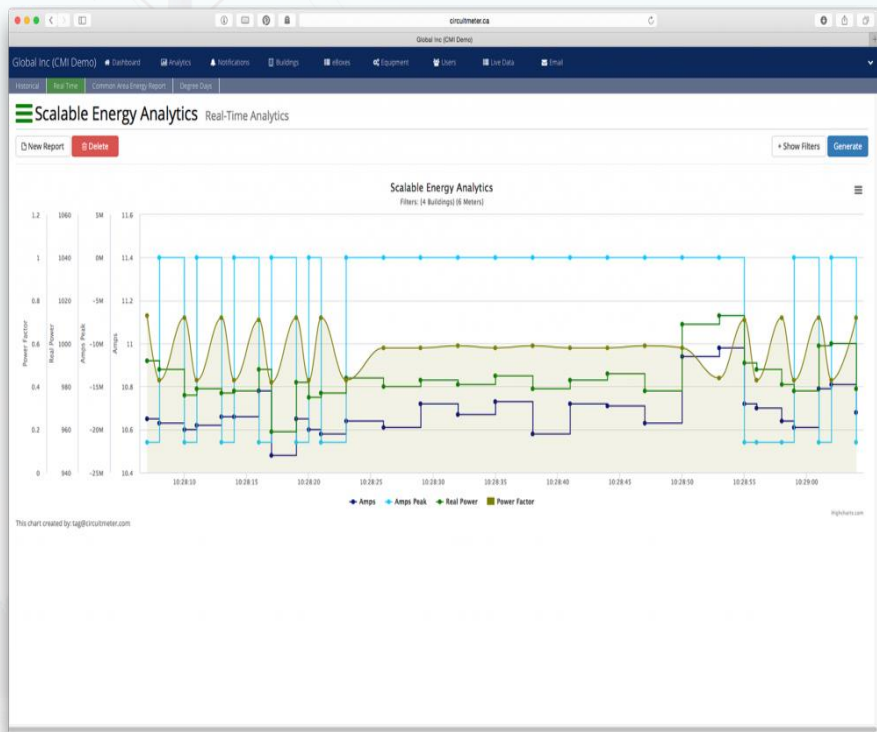 circuitmeter.ca
Global Inc (CMI Demo)
Global Inc (CMI Demo) Dashboard Analytics Notifications Buildings eBoxes Equipment Users Live Data Email
Historical Real Time Common Area Energy Report Degree Days
Scalable Energy Analytics Real-Time Analytics
New Report Delete + Show Filters Generate
Scalable Energy Analytics
Filters: (4 Buildings) (6 Meters)
1.2 1060 5M 11.6
1 1040 0M 11.4
0.8 1020 -5M 11.2
0.6 1000 -10M 11
0.4 980 -15M 10.8
0.2 960 -20M 10.6
0 940 -25M 10.4
Power Factor
Real Power
Amps Peak
Amps
10:28:10 10:28:15 10:28:20 10:28:25 10:28:30 10:28:35 10:28:40 10:28:45 10:28:50 10:28:55 10:29:00
Amps Amps Peak Real Power Power Factor
Highcharts.com
This chart created by: tag@circuitmeter.com